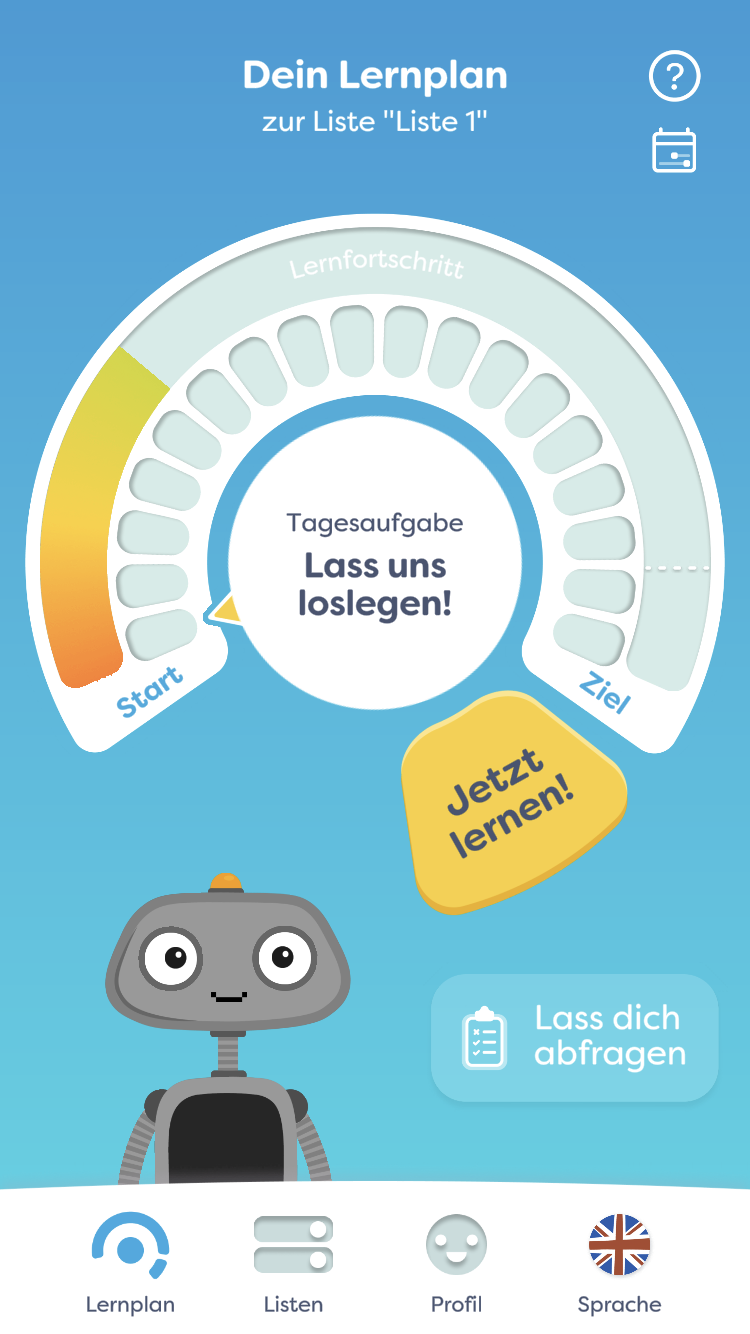 Dein Lernplan
zur Liste "Liste 1"
?
Lernfortschritt
Tagesaufgabe
Lass uns
loslegen!
Start
Ziel
Jetzt
lernen!
Lass dich
abfragen
Lernplan
Listen
Profil
Sprache